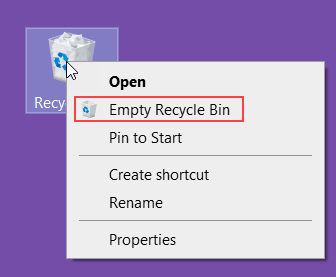 Recy
Open
Empty Recycle Bin
Pin to Start
Create shortcut
Rename
Properties